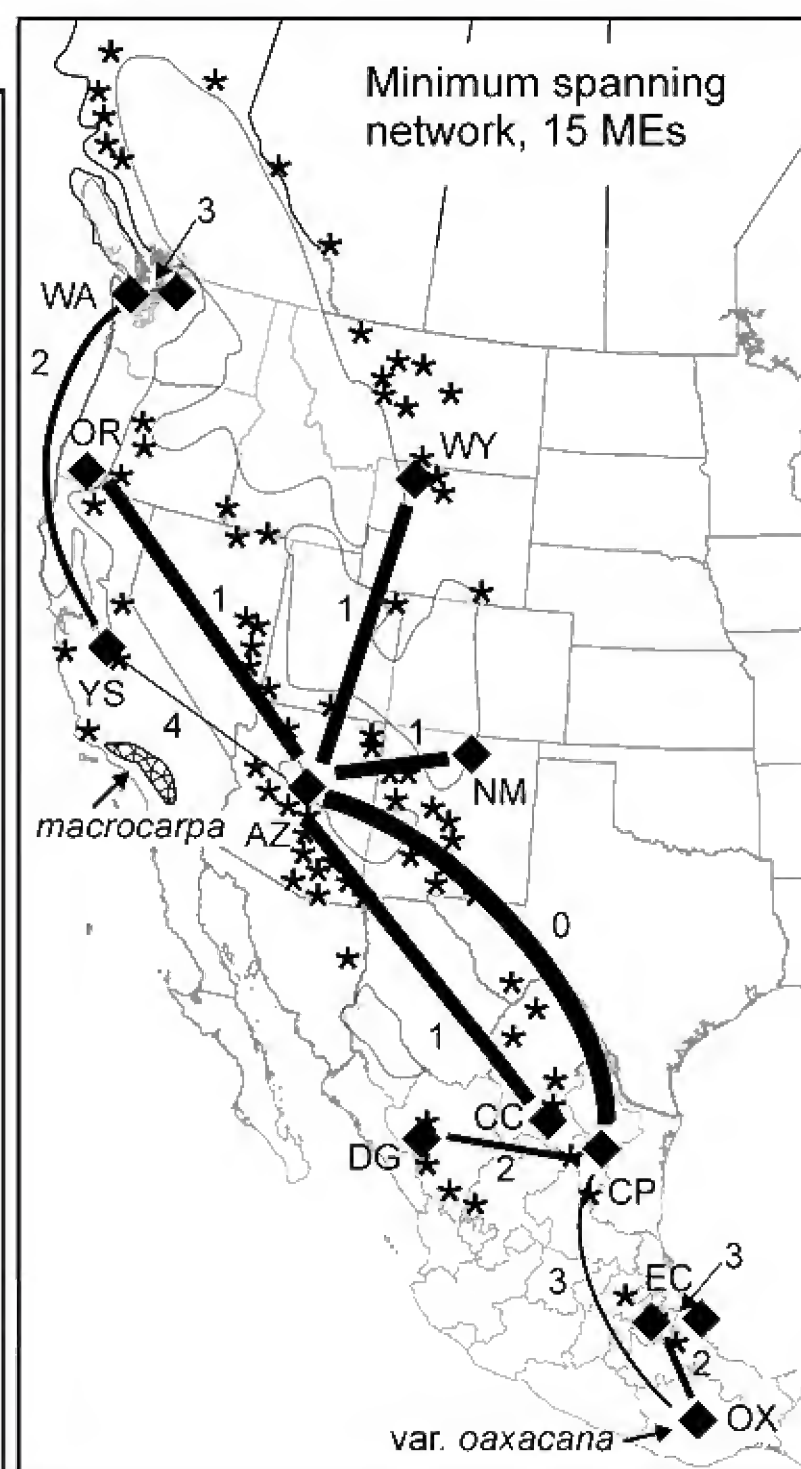 Minimum spanning
network, 15 MEs
3
WA
2
OR
WY
1
1
YS
4
1
NM
macrocarpa
AZ
0
1
CC
DG
2
CP
3
EC
3
2
OX
var. oaxacana